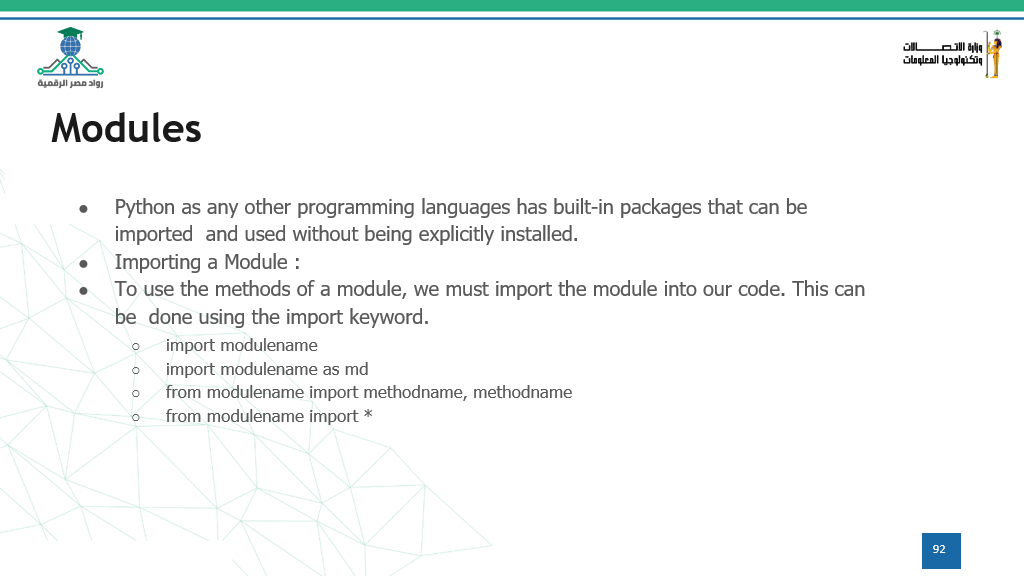 رواد مصر الرقمية
وزارة الاتصـــــالات
وتكنولوجيا المعلومات
Modules
● Python as any other programming languages has built-in packages that can be
imported  and used without being explicitly installed.
● Importing a Module :
● To use the methods of a module, we must import the module into our code. This can
be  done using the import keyword.
○ import modulename
○ import modulename as md
○ from modulename import methodname, methodname
○ from modulename import *
92